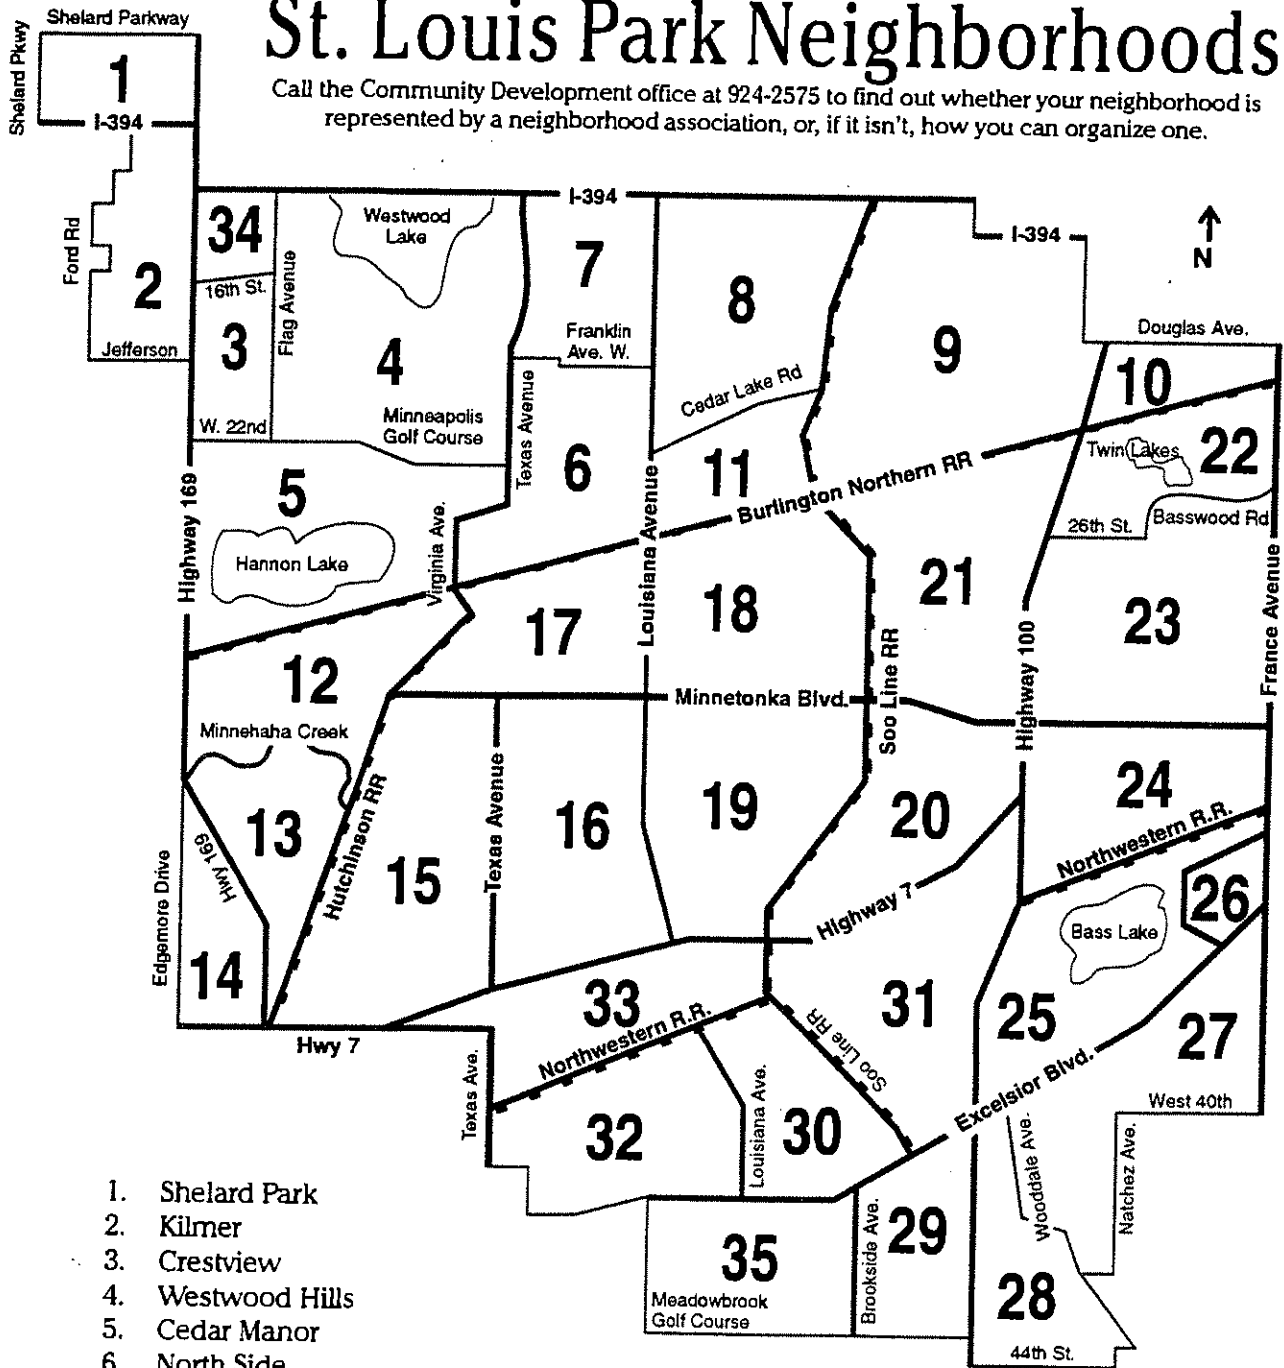 St. Louis Park Neighborhoods
Call the Community Development office at 924-2575 to find out whether your neighborhood is
represented by a neighborhood association, or, if it isn't, how you can organize one.
Shelard Parkway
Shelard Pkwy
1
I-394
I-394
I-394
N
Ford Rd
2
Jefferson
34
16th St.
3
Flag Avenue
W. 22nd
Westwood
Lake
4
Minneapolis
Golf Course
7
Franklin
Ave. W.
Texas Avenue
6
8
Cedar Lake Rd
9
Douglas Ave.
10
Twin Lakes
22
26th St.
Basswood Rd
11
Burlington Northern RR
5
Hannon Lake
Highway 169
Virginia Ave.
Louisiana Avenue
17
18
21
23
France Avenue
Highway 100
Soo Line RR
12
Minnetonka Blvd.
Minnehaha Creek
13
Hwy 169
Hutchinson RR
Edgemore Drive
14
15
Texas Avenue
16
19
20
24
Northwestern R.R.
Highway 7
26
Bass Lake
33
Northwestern R.R.
31
25
27
Hwy 7
Soo Line RR
Excelsior Blvd.
West 40th
Texas Ave.
32
Louisiana Ave.
30
Wooddale Ave.
Natchez Ave.
29
Brookside Ave.
35
Meadowbrook
Golf Course
28
44th St.
1. Shelard Park
2. Kilmer
3. Crestview
4. Westwood Hills
5. Cedar Manor
6. North Side